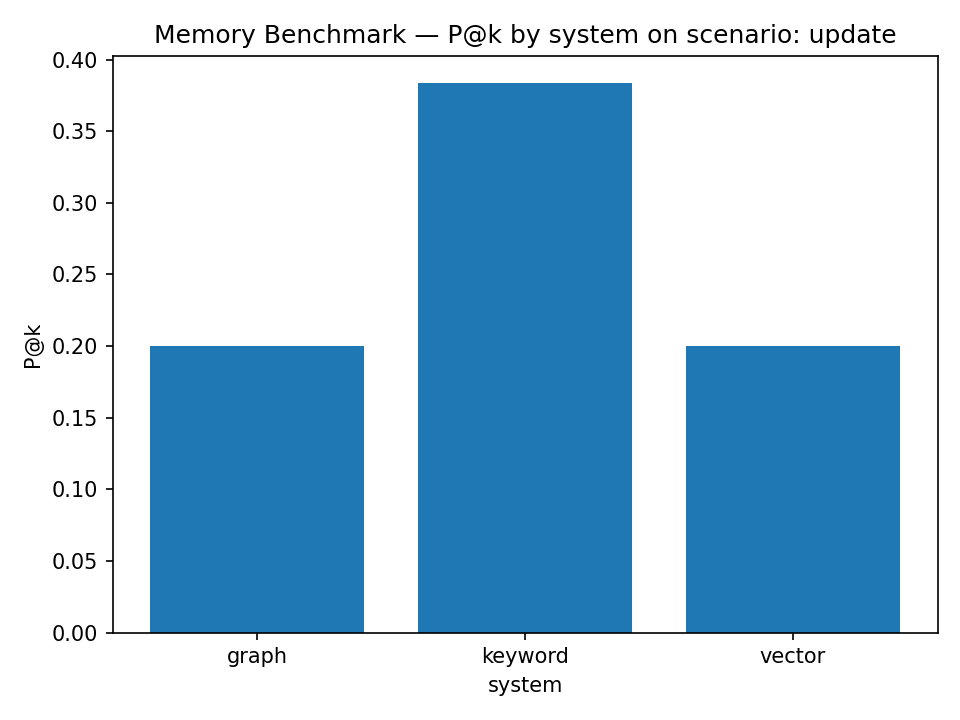 Memory Benchmark — P@k by system on scenario: update
P@k
0.40
0.35
0.30
0.25
0.20
0.15
0.10
0.05
0.00
graph keyword vector
system